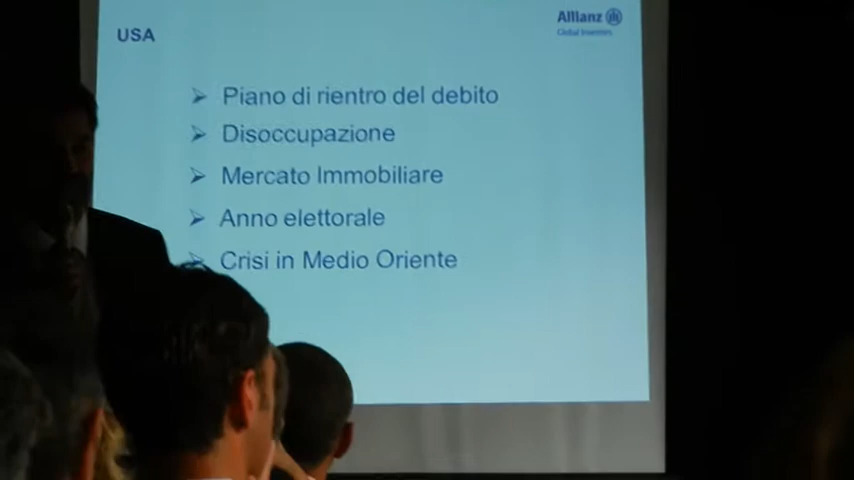 USA
Allianz
Global Investors
Piano di rientro del debito
Disoccupazione
Mercato Immobiliare
Anno elettorale
Crisi in Medio Oriente